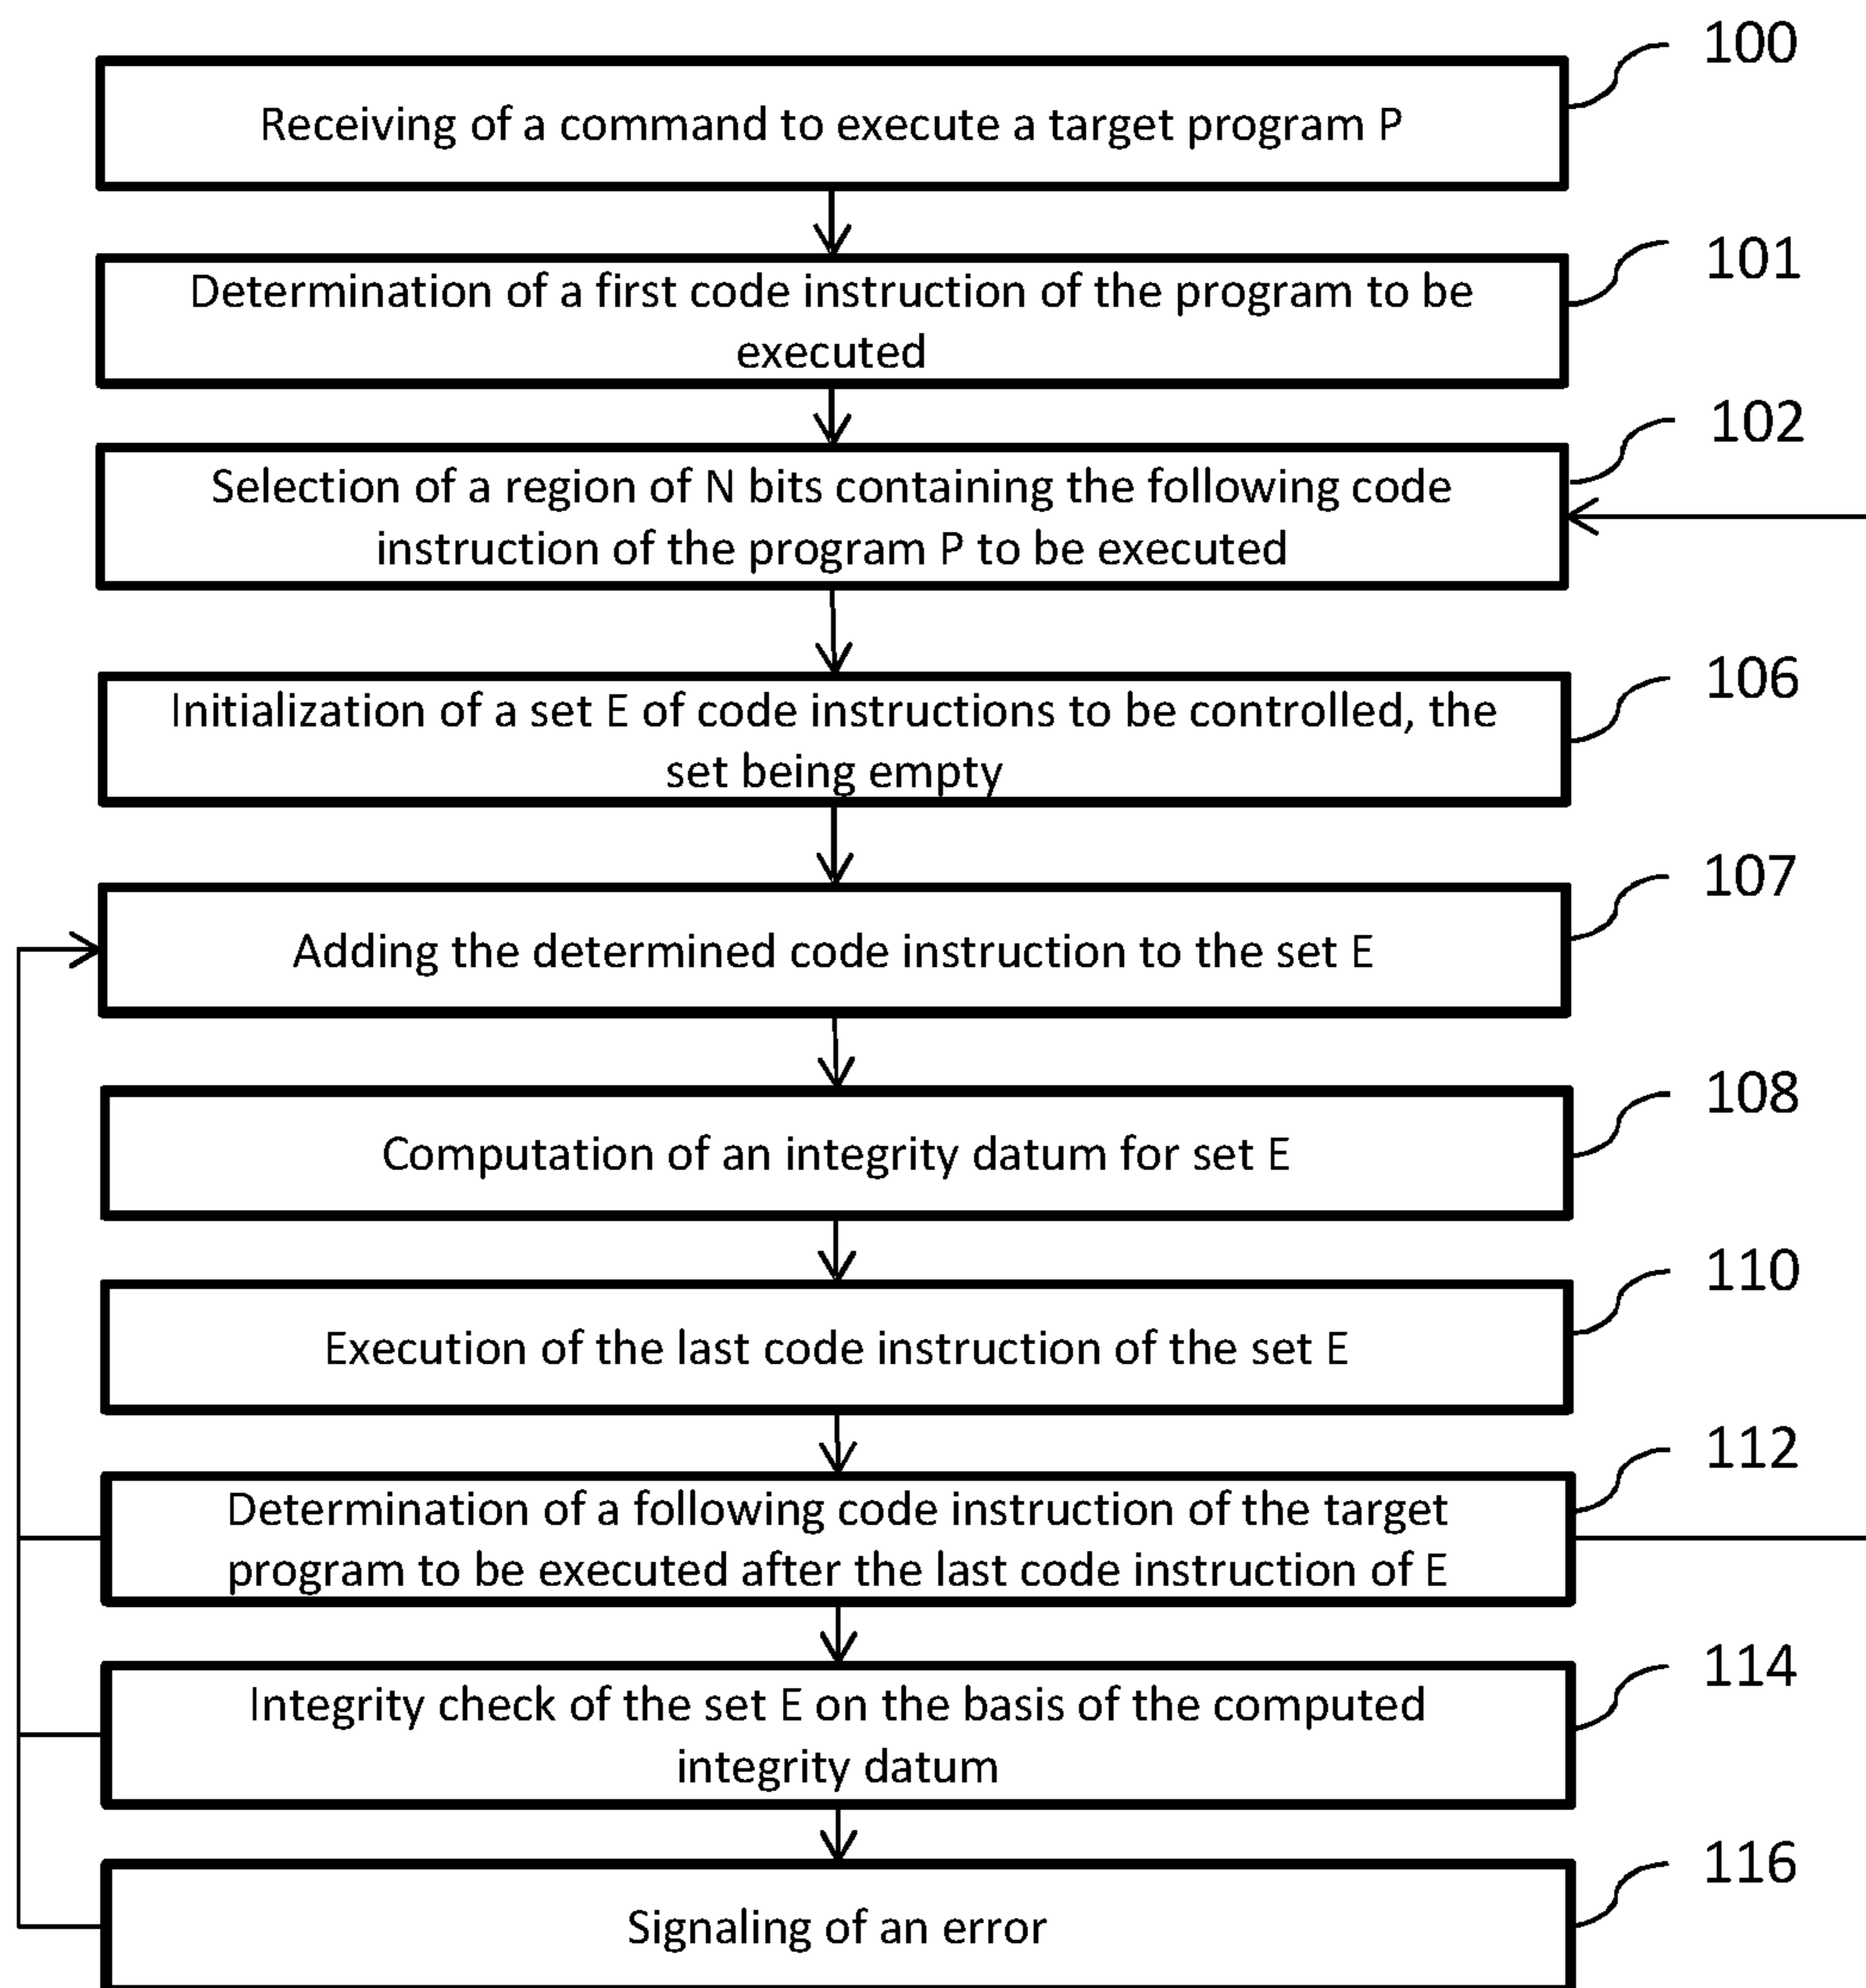 100
Receiving of a command to execute a target program P
101
Determination of a first code instruction of the program to be
executed
102
Selection of a region of N bits containing the following code
instruction of the program P to be executed
106
Initialization of a set E of code instructions to be controlled, the
set being empty
107
Adding the determined code instruction to the set E
108
Computation of an integrity datum for set E
110
Execution of the last code instruction of the set E
112
Determination of a following code instruction of the target
program to be executed after the last code instruction of E
114
Integrity check of the set E on the basis of the computed
integrity datum
116
Signaling of an error